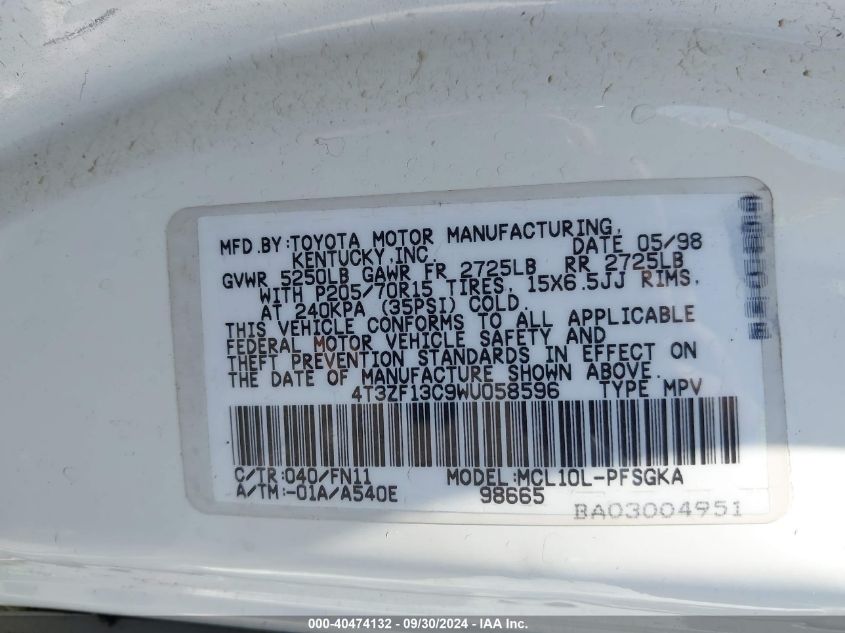 MFD.BY:TOYOTA MOTOR MANUFACTURING,
KENTUCKY,INC. DATE 05/98
GVWR 5250LB GAWR FR 2725LB RR 2725LB
WITH P205/70R15 TIRES, 15X6.5JJ RIMS,
AT 240KPA (35PSI) COLD.
THIS VEHICLE CONFORMS TO ALL APPLICABLE
FEDERAL MOTOR VEHICLE SAFETY AND
THEFT PREVENTION STANDARDS IN EFFECT ON
THE DATE OF MANUFACTURE SHOWN ABOVE.
4T3ZF13C9WU058596 TYPE MPV
C/TR:040/FN11 MODEL:MCL10L-PFSGKA
A/TM:-01A/A540E 98665
BA03004951
000-40474132 - 09/30/2024 - IAA Inc.